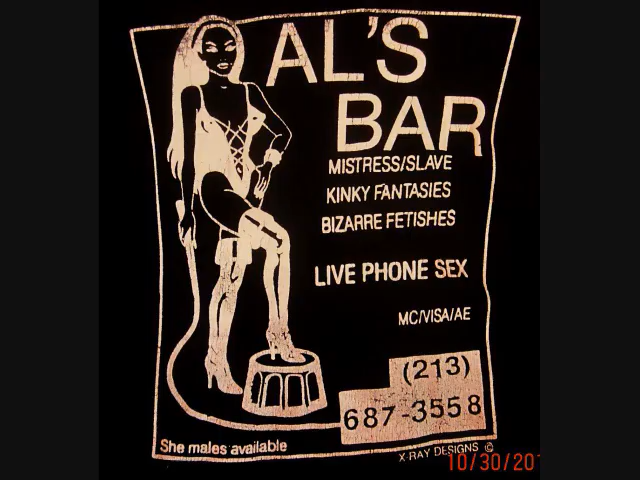 AL'S
BAR
MISTRESS/SLAVE
KINKY FANTASIES
BIZARRE FETISHES
LIVE PHONE SEX
MC/VISA/AE
(213)
687-3558
She males available
X-RAY DESIGNS ©
10/30/201